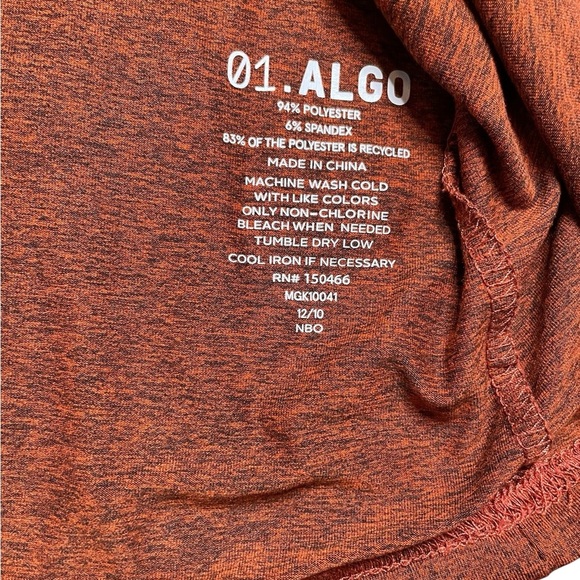 01.ALGO
94% POLYESTER
6% SPANDEX
83% OF THE POLYESTER IS RECYCLED
MADE IN CHINA
MACHINE WASH COLD
WITH LIKE COLORS
ONLY NON-CHLORINE
BLEACH WHEN NEEDED
TUMBLE DRY LOW
COOL IRON IF NECESSARY
RN# 150466
MGK10041
12/10
NBO